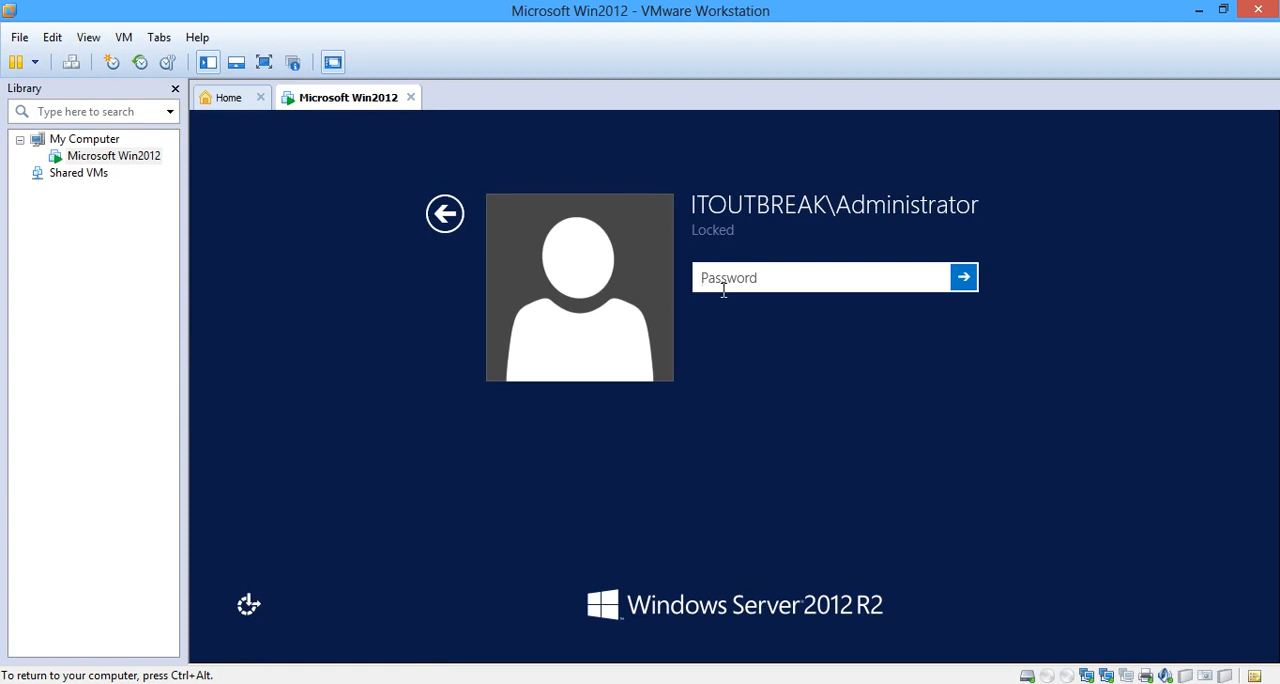 Microsoft Win2012 - VMware Workstation
File Edit View VM Tabs Help
Library
Type here to search
My Computer
Microsoft Win2012
Shared VMs
Home
Microsoft Win2012
ITOUTBREAK\Administrator
Locked
Password
Windows Server 2012 R2
To return to your computer, press Ctrl+Alt.